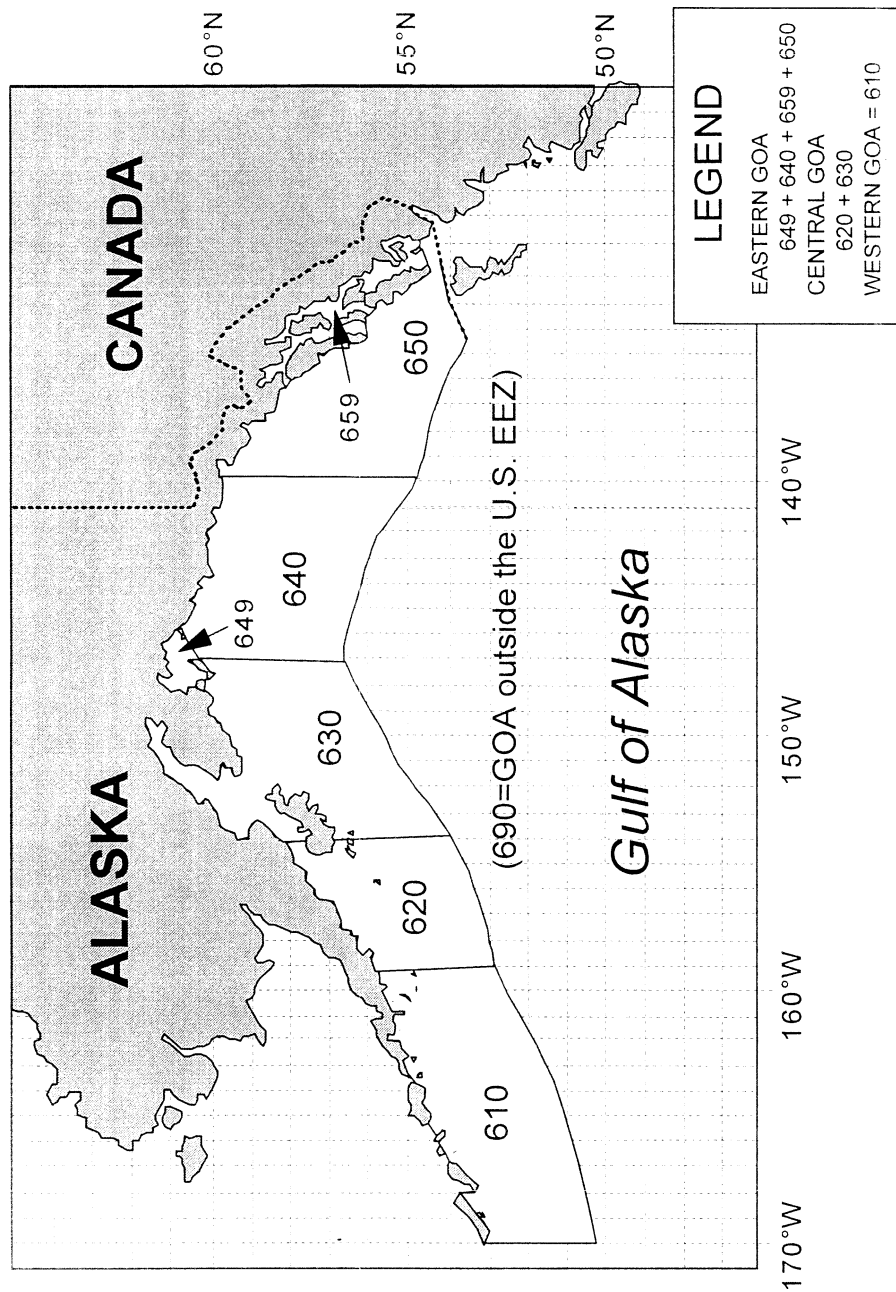 ALASKA
CANADA
60°N
55°N
50°N
649
640
630
620
610
659
650
(690=GOA outside the U.S. EEZ)
Gulf of Alaska
170°W
160°W
150°W
140°W
LEGEND
EASTERN GOA
649 + 640 + 659 + 650
CENTRAL GOA
620 + 630
WESTERN GOA = 610